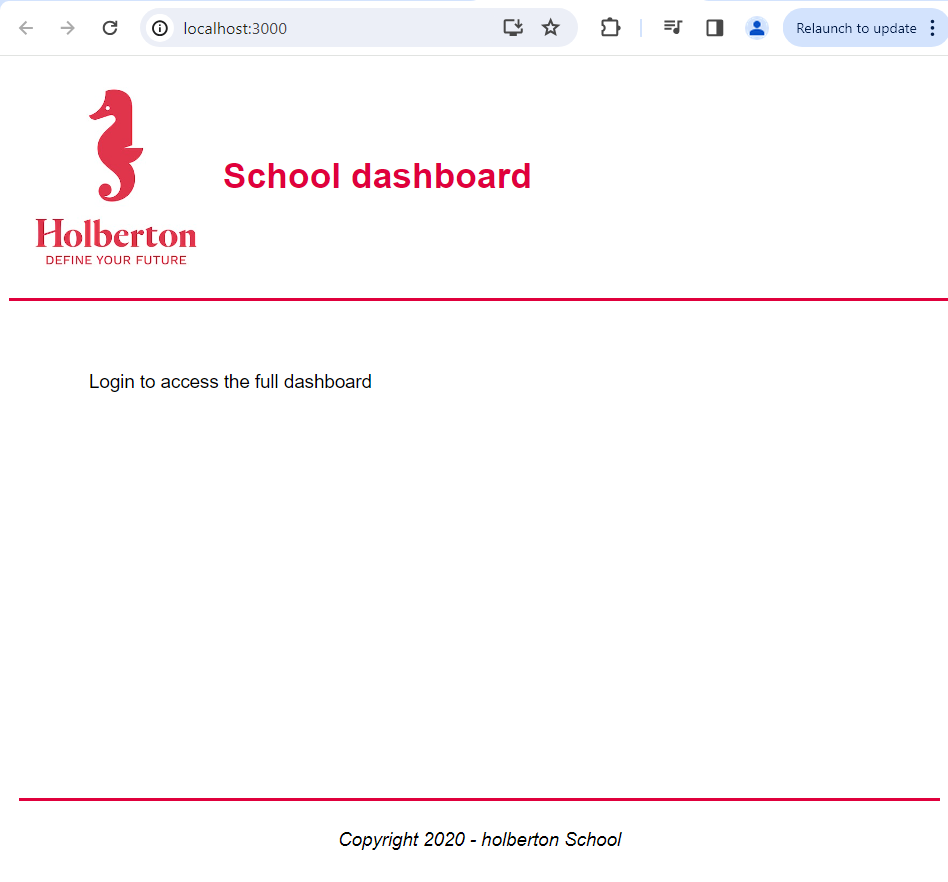 localhost:3000
Relaunch to update
School dashboard
Holberton
DEFINE YOUR FUTURE
Login to access the full dashboard
Copyright 2020 - holberton School